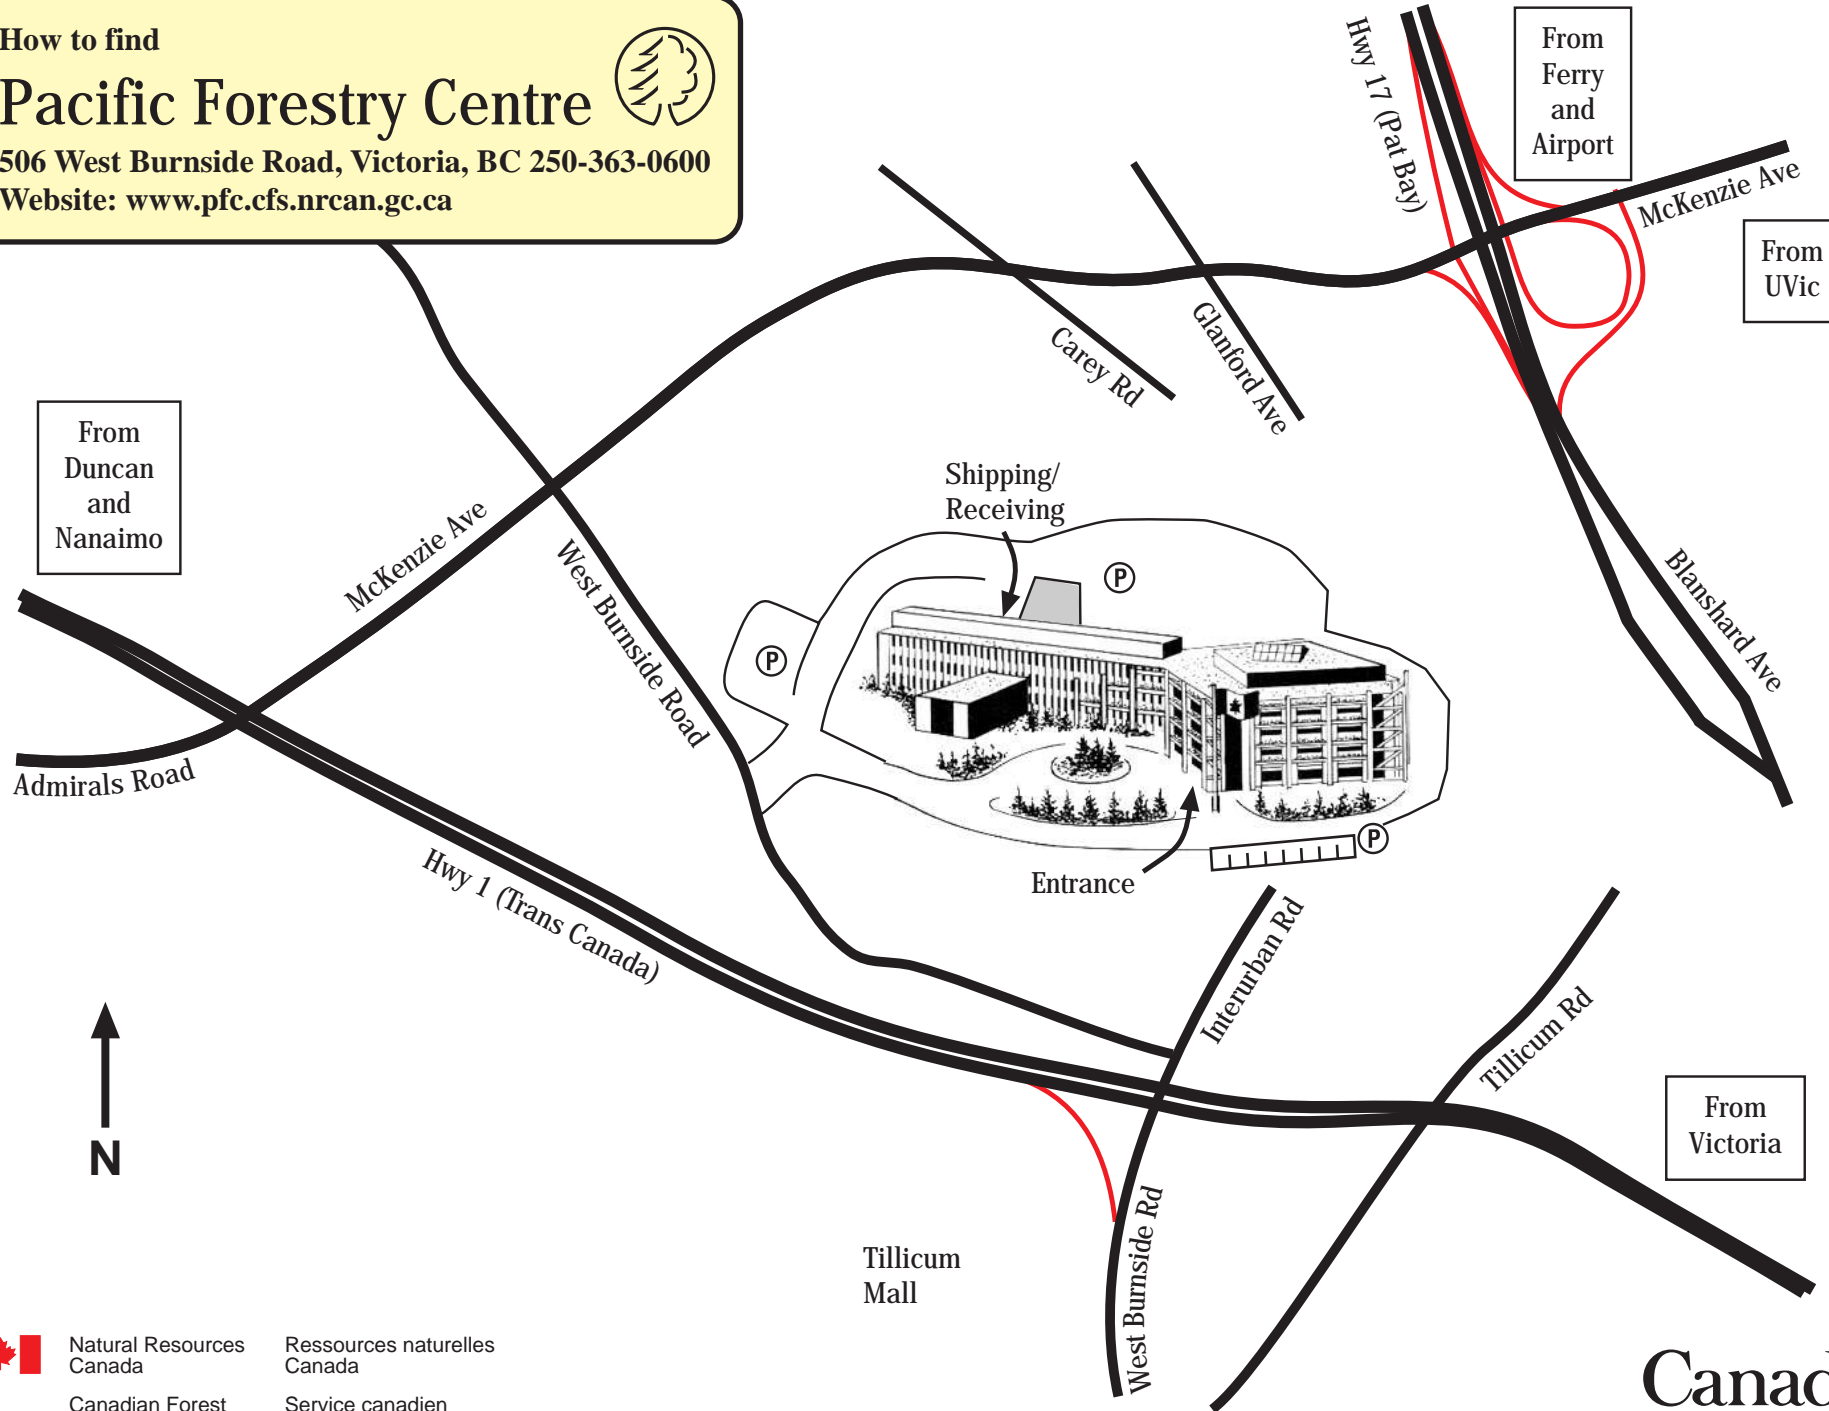 How to find
Pacific Forestry Centre
506 West Burnside Road, Victoria, BC 250-363-0600
Website: www.pfc.cfs.nrcan.gc.ca
Hwy 17 (Pat Bay)
From
Ferry
and
Airport
McKenzie Ave
From
UVic
Carey Rd
Glanford Ave
From
Duncan
and
Nanaimo
McKenzie Ave
West Burnside Road
Shipping/
Receiving
P
P
Blanshard Ave
Admirals Road
P
Entrance
Hwy 1 (Trans Canada)
Interurban Rd
Tillicum Rd
N
From
Victoria
West Burnside Rd
Tillicum
Mall
Natural Resources
Canada
Ressources naturelles
Canada
Canadian Forest
Service canadien
Canad